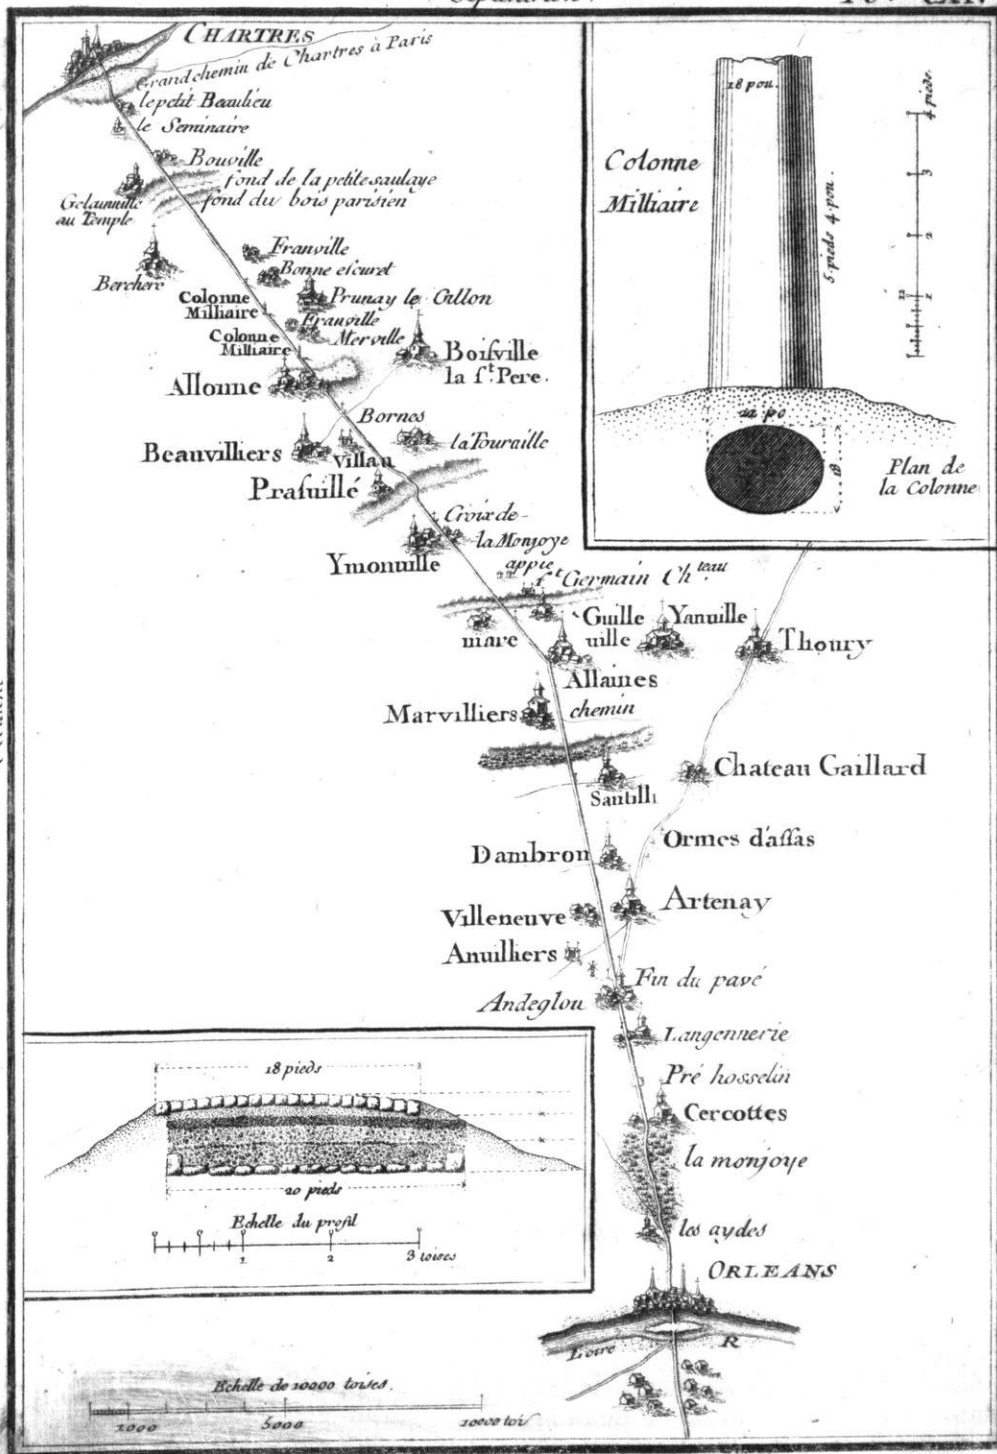 Septentrion.
CHARTRES
Grand chemin de Chartres à Paris
le petit Beaulieu
le Seminaire
Bouville
fond de la petite saulaye
fond du bois parisien
au Temple
Berchere
Franville
Bonne escuret
Colonne
Milliaire
Prunay le Gillon
Franville
Merville
Colonne
Milliaire
Boisville
la st. Pere.
Allonne
Bornes
Beauvilliers
Villau
la Touraille
Prasuillé
Croix de
la Monjoye
Ymonuille
appie
st Germain Chteau
mare
Guille
uille
Yanuille
Thoury
Allaines
Marvilliers
chemin
Chateau Gaillard
Santilli
Dambron
Ormes d'assas
Artenay
Villeneuve
Anuilliers
Fin du pavé
Andeglou
Langennerie
Pré hosselin
Cercottes
la monjoye
les aydes
ORLEANS
Loire R
Colonne
Milliaire
18 pou.
5. pieds 4. pou.
4 pieds.
3
2
1
12
22 po
18
Plan de
la Colonne
18 pieds
20 pieds
Echelle du profil
1 2 3 toises
Echelle de 10000 toises.
1000 5000 10000 toi